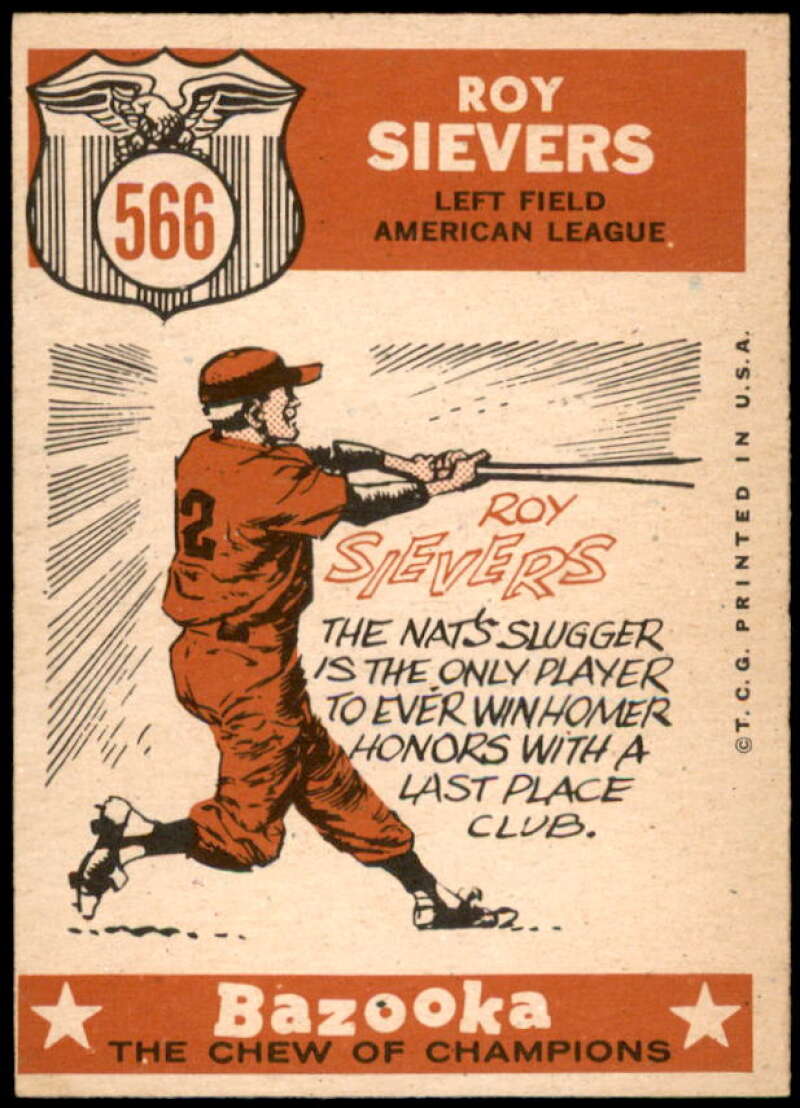 566
ROY
SIEVERS
LEFT FIELD
AMERICAN LEAGUE
2
ROY
SIEVERS
THE NAT'S SLUGGER
IS THE ONLY PLAYER
TO EVER WIN HOMER
HONORS WITH A
LAST PLACE
CLUB.
©T. C. G. PRINTED IN U.S.A.
Bazooka
THE CHEW OF CHAMPIONS